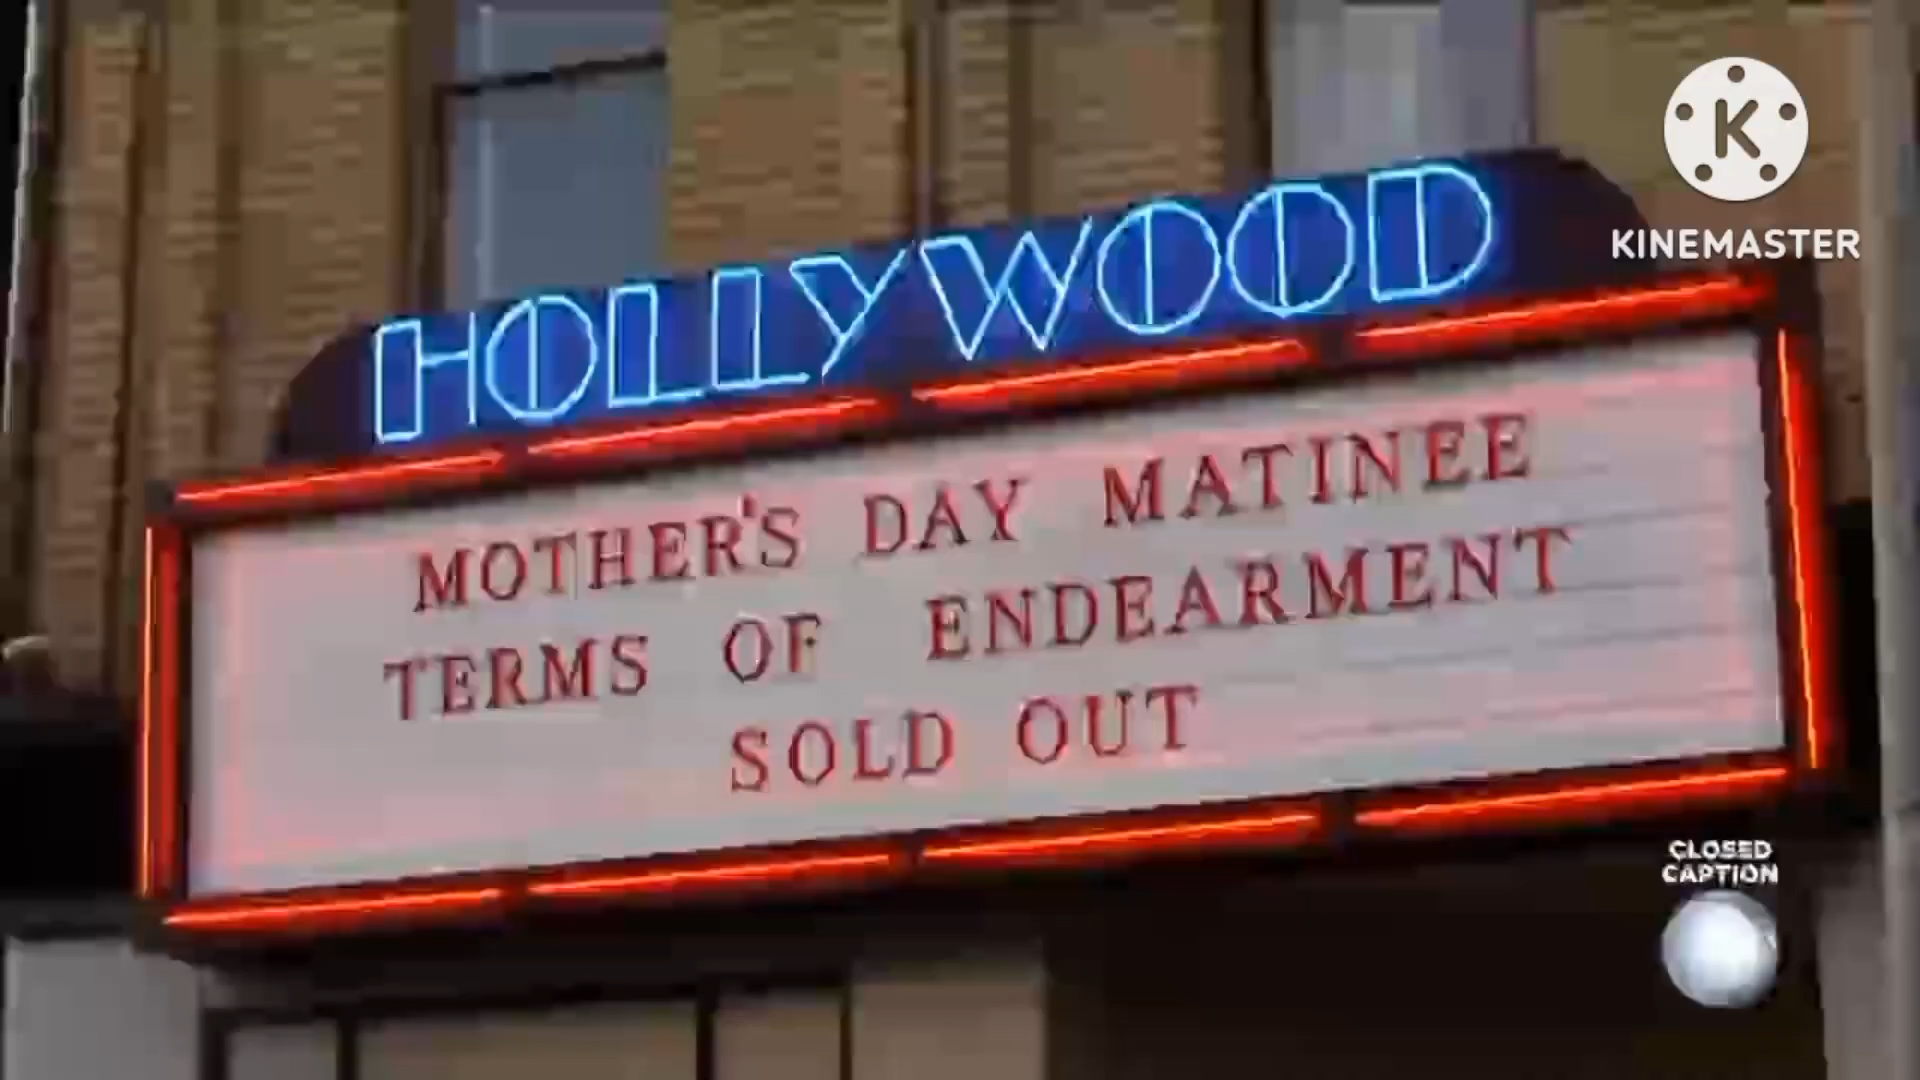 K
KINEMASTER
HOLLYWOOD
MOTHER'S DAY MATINEE
TERMS OF ENDEARMENT
SOLD OUT
CLOSED
CAPTION